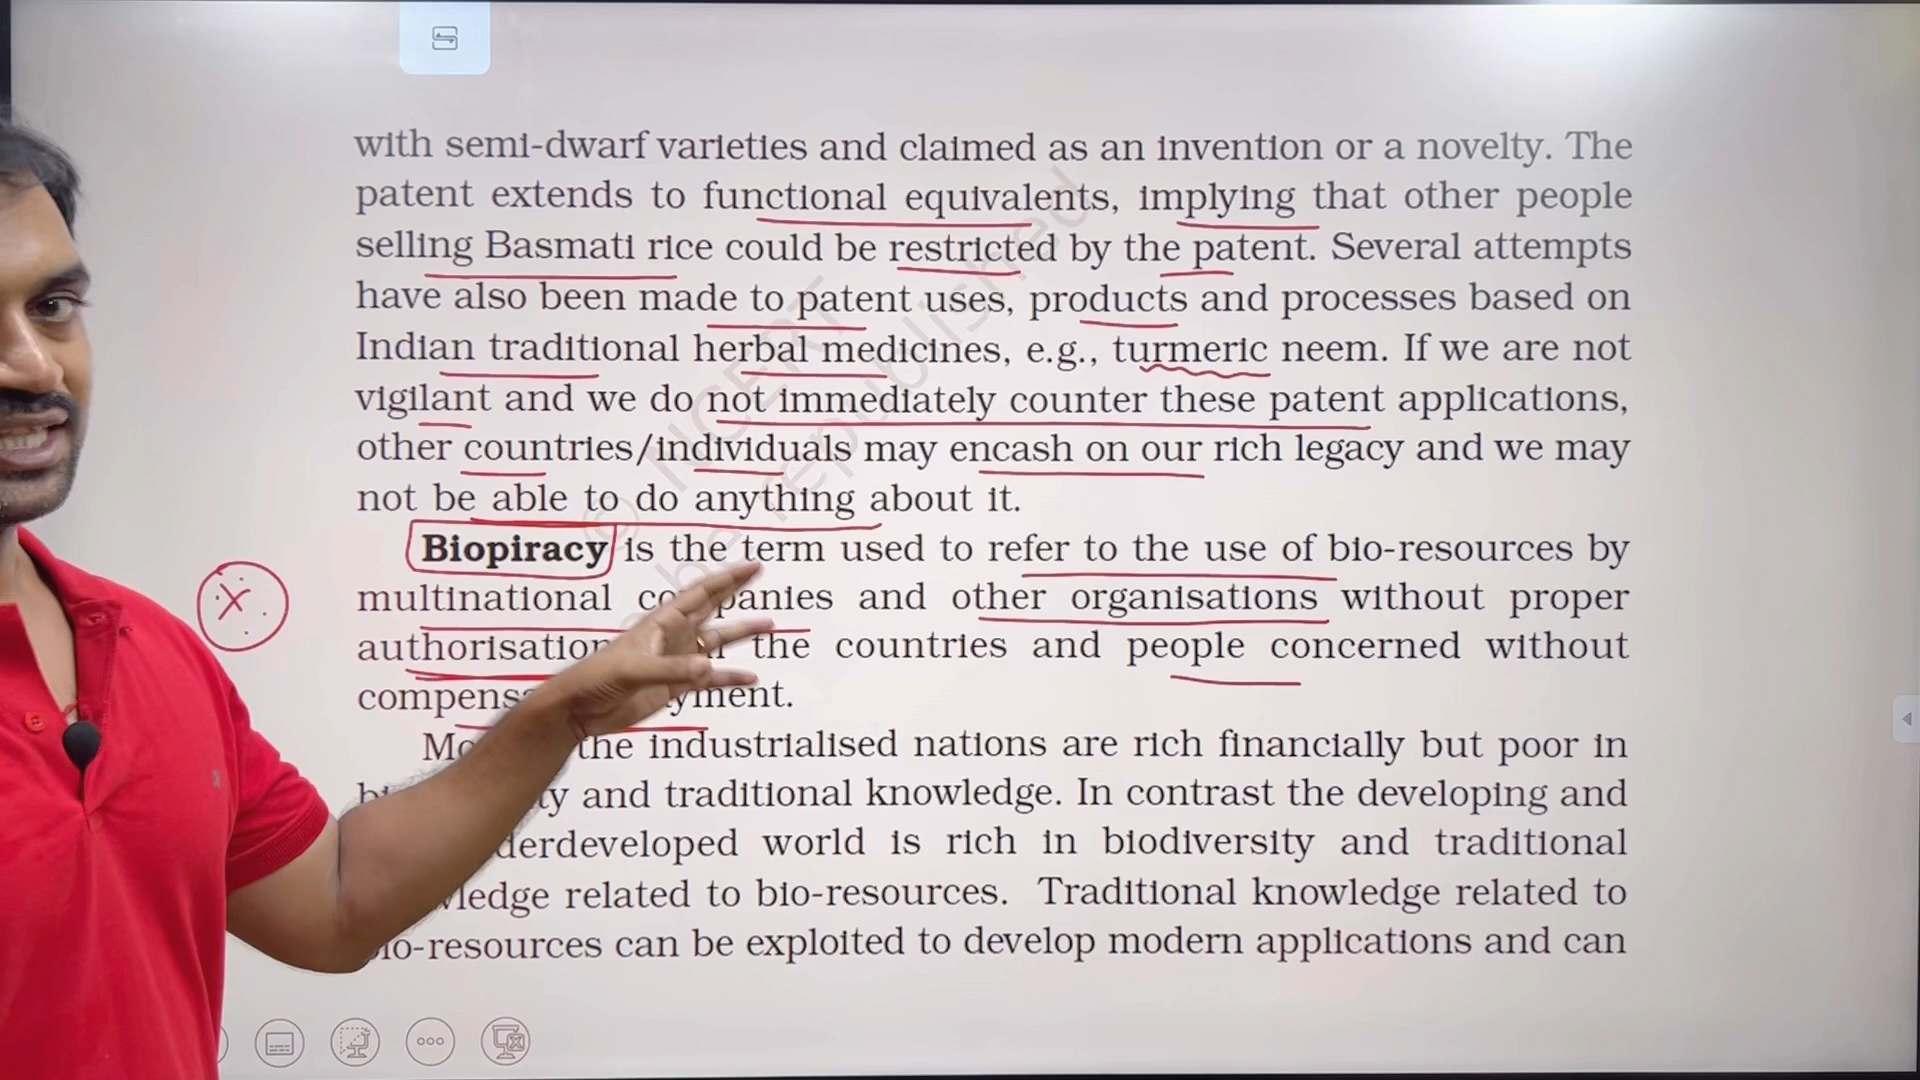 with semi-dwarf varieties and claimed as an invention or a novelty. The
patent extends to functional equivalents, implying that other people
selling Basmati rice could be restricted by the patent. Several attempts
have also been made to patent uses, products and processes based on
Indian traditional herbal medicines, e.g., turmeric neem. If we are not
vigilant and we do not immediately counter these patent applications,
other countries/individuals may encash on our rich legacy and we may
not be able to do anything about it.
Biopiracy is the term used to refer to the use of bio-resources by
multinational companies and other organisations without proper
authorisation the countries and people concerned without
the industrialised nations are rich financially but poor in
and traditional knowledge. In contrast the developing and
world is rich in biodiversity and traditional
related to bio-resources. Traditional knowledge related to
bio-resources can be exploited to develop modern applications and can
© NCERT
be republished